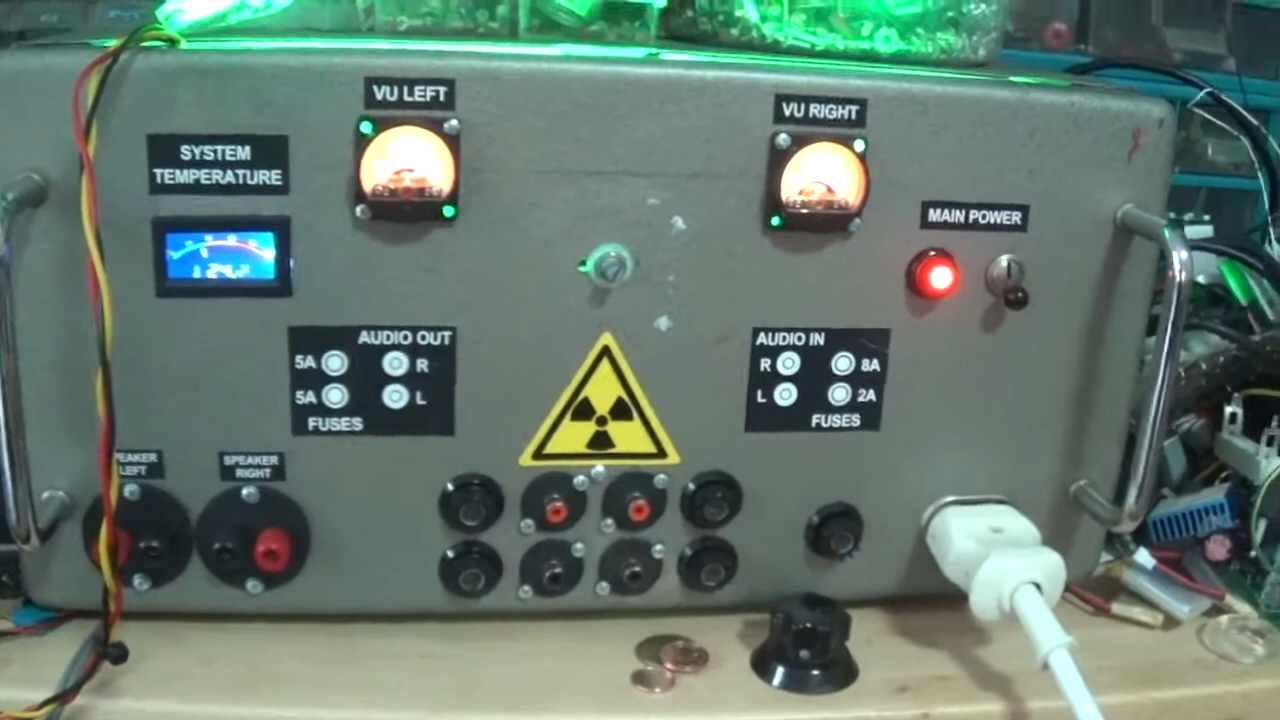 VU LEFT
VU RIGHT
SYSTEM
TEMPERATURE
MAIN POWER
AUDIO OUT
5A
R
5A
L
FUSES
AUDIO IN
R
8A
L
2A
FUSES
LEFT
SPEAKER
RIGHT